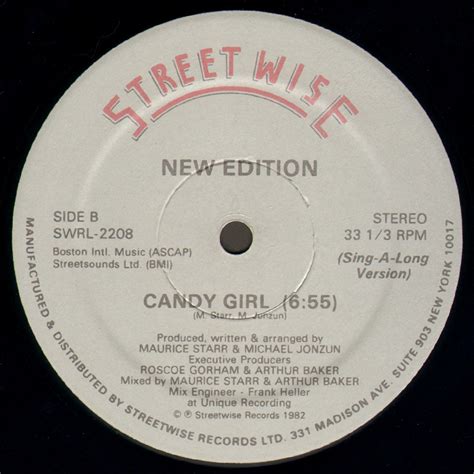 STREETWISE
NEW EDITION
SIDE B
SWRL-2208
Boston Intl. Music (ASCAP)
Streetsounds Ltd. (BMI)
STEREO
33 1/3 RPM
(Sing-A-Long
Version)
CANDY GIRL (6:55)
(M. Starr, M. Jonzun)
Produced, written & arranged by
MAURICE STARR & MICHAEL JONZUN
Executive Producers
ROSCOE GORHAM & ARTHUR BAKER
Mixed by MAURICE STARR & ARTHUR BAKER
Mix Engineer - Frank Heller
at Unique Recording
© ℗ Streetwise Records 1982
MANUFACTURED & DISTRIBUTED BY STREETWISE RECORDS LTD. 331 MADISON AVE. SUITE 903 NEW YORK 10017